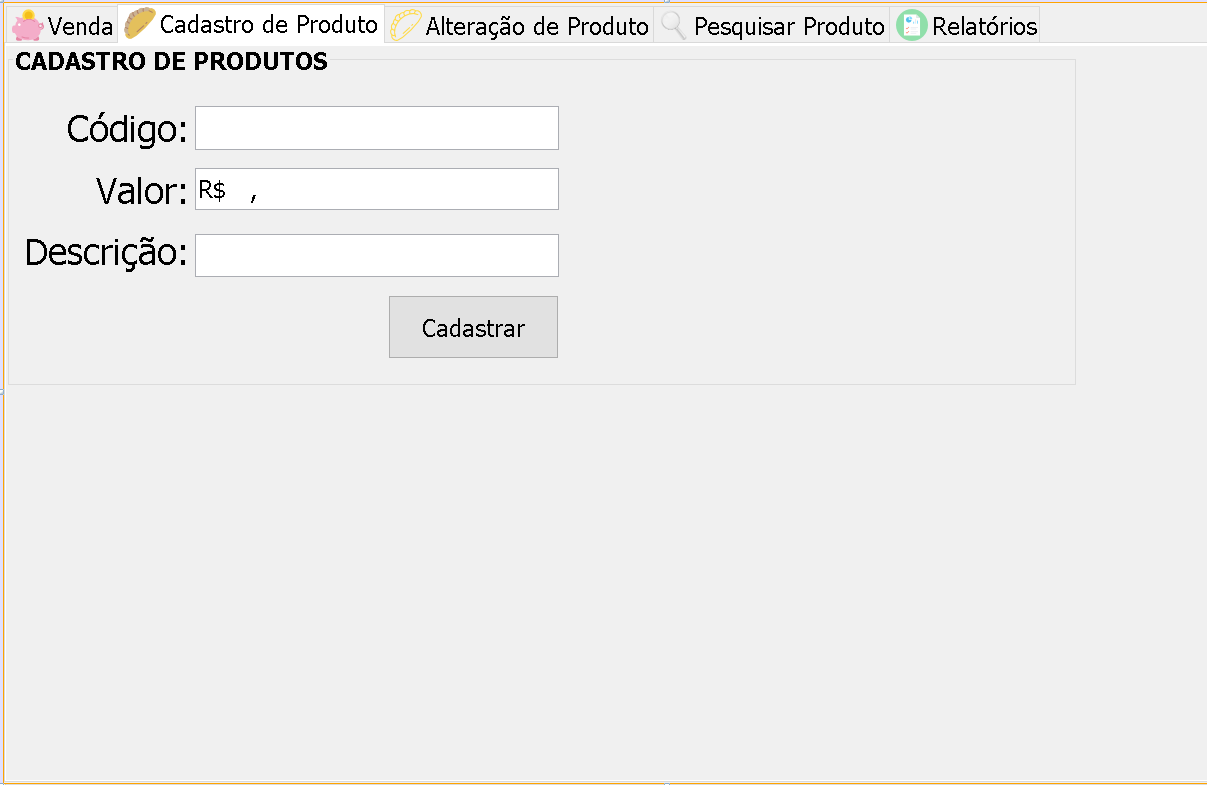 Venda Cadastro de Produto Alteração de Produto Pesquisar Produto Relatórios
CADASTRO DE PRODUTOS
Código:
Valor: R$ ,
Descrição:
Cadastrar